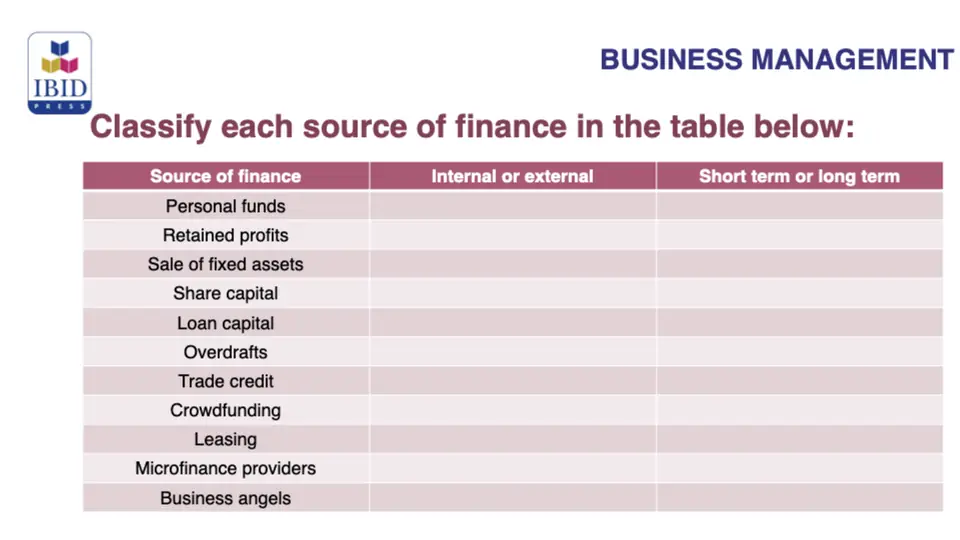 IBID
PRESS
BUSINESS MANAGEMENT
Classify each source of finance in the table below:
Source of finance Internal or external Short term or long term
Personal funds
Retained profits
Sale of fixed assets
Share capital
Loan capital
Overdrafts
Trade credit
Crowdfunding
Leasing
Microfinance providers
Business angels